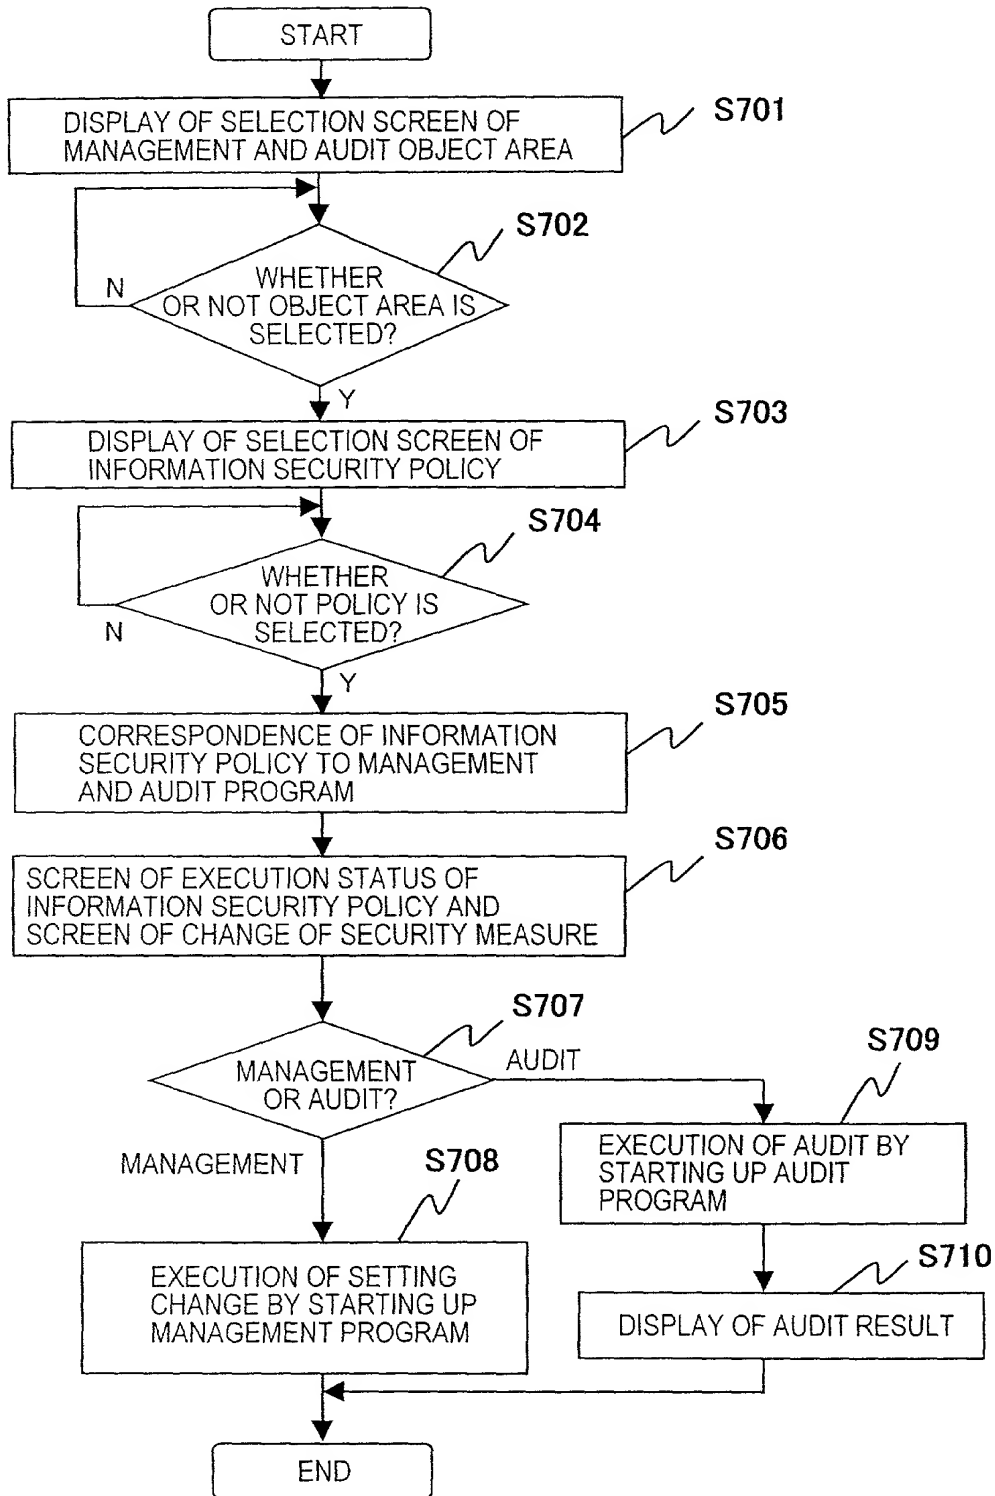 START
DISPLAY OF SELECTION SCREEN OF
MANAGEMENT AND AUDIT OBJECT AREA
S701
S702
WHETHER
OR NOT OBJECT AREA IS
SELECTED?
N
Y
S703
DISPLAY OF SELECTION SCREEN OF
INFORMATION SECURITY POLICY
S704
WHETHER
OR NOT POLICY IS
SELECTED?
N
Y
S705
CORRESPONDENCE OF INFORMATION
SECURITY POLICY TO MANAGEMENT
AND AUDIT PROGRAM
S706
SCREEN OF EXECUTION STATUS OF
INFORMATION SECURITY POLICY AND
SCREEN OF CHANGE OF SECURITY MEASURE
S707
MANAGEMENT
OR AUDIT?
AUDIT
S709
EXECUTION OF AUDIT BY
STARTING UP AUDIT
PROGRAM
MANAGEMENT
S708
EXECUTION OF SETTING
CHANGE BY STARTING UP
MANAGEMENT PROGRAM
S710
DISPLAY OF AUDIT RESULT
END